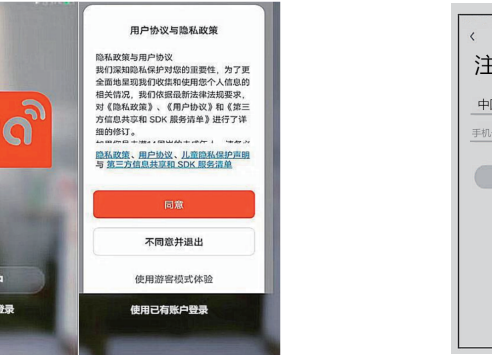 用户协议与隐私政策
隐私政策与用户协议
我们深知隐私保护对您的重要性，为了更
全面地呈现我们收集和使用您个人信息的
相关情况，我们依据最新法律法规要求，
对《隐私政策》、《用户协议》和《第三
方信息共享和 SDK 服务清单》进行了详
细的修订。
隐私政策、用户协议、儿童隐私保护声明
与 第三方信息共享和 SDK 服务清单
同意
不同意并退出
使用游客模式体验
使用已有账户登录
登录
<
注
中国
手机